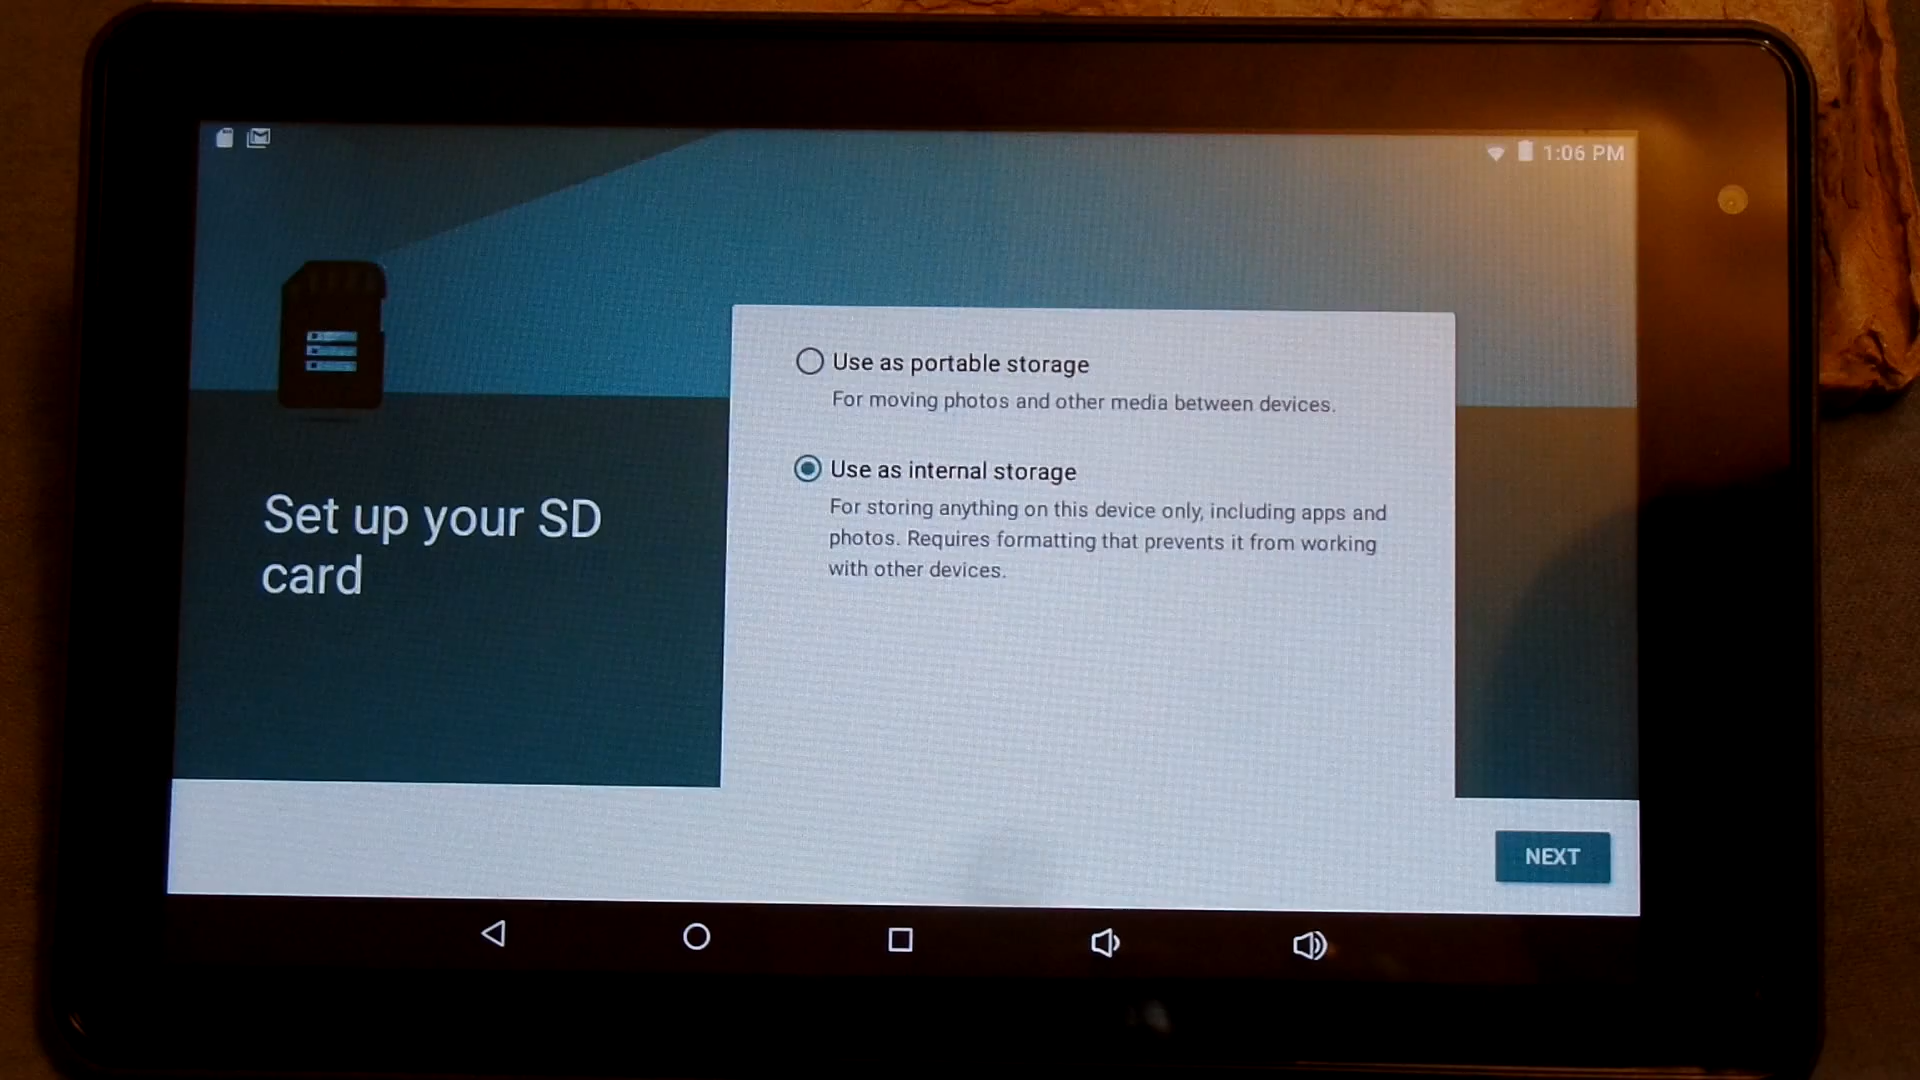 1:06 PM
Set up your SD
card
Use as portable storage
For moving photos and other media between devices.
Use as internal storage
For storing anything on this device only, including apps and
photos. Requires formatting that prevents it from working
with other devices.
NEXT